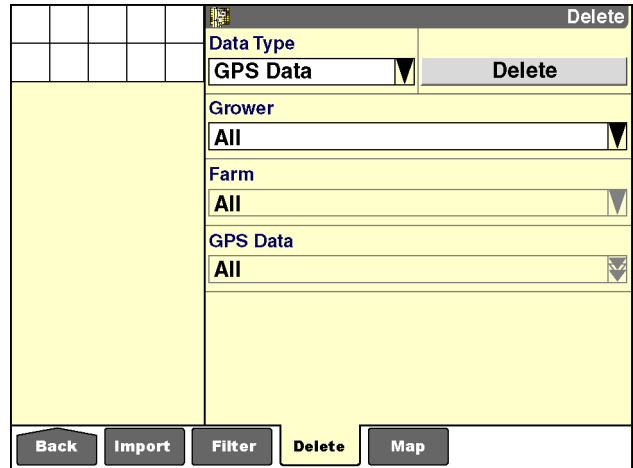 Delete
Data Type
GPS Data
Delete
Grower
All
Farm
All
GPS Data
All
Back
Import
Filter
Delete
Map